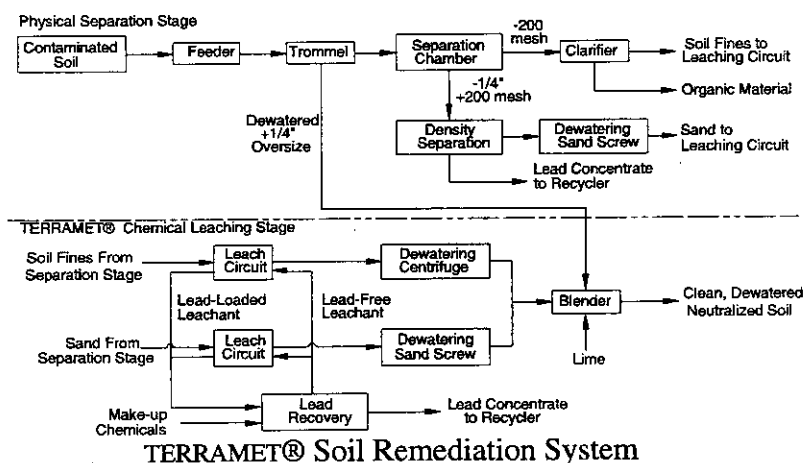 Physical Separation Stage
Contaminated
Soil
Feeder
Trommel
Separation
Chamber
-200
mesh
Clarifier
Soil Fines to
Leaching Circuit
Organic Material
-1/4"
+200 mesh
Dewatered
+1/4"
Oversize
Density
Separation
Dewatering
Sand Screw
Sand to
Leaching Circuit
Lead Concentrate
to Recycler
TERRAMET® Chemical Leaching Stage
Soil Fines From
Separation Stage
Leach
Circuit
Dewatering
Centrifuge
Lead-Loaded
Leachant
Lead-Free
Leachant
Blender
Clean, Dewatered
Neutralized Soil
Sand From
Separation Stage
Leach
Circuit
Dewatering
Sand Screw
Lime
Make-up
Chemicals
Lead
Recovery
Lead Concentrate
to Recycler
TERRAMET® Soil Remediation System